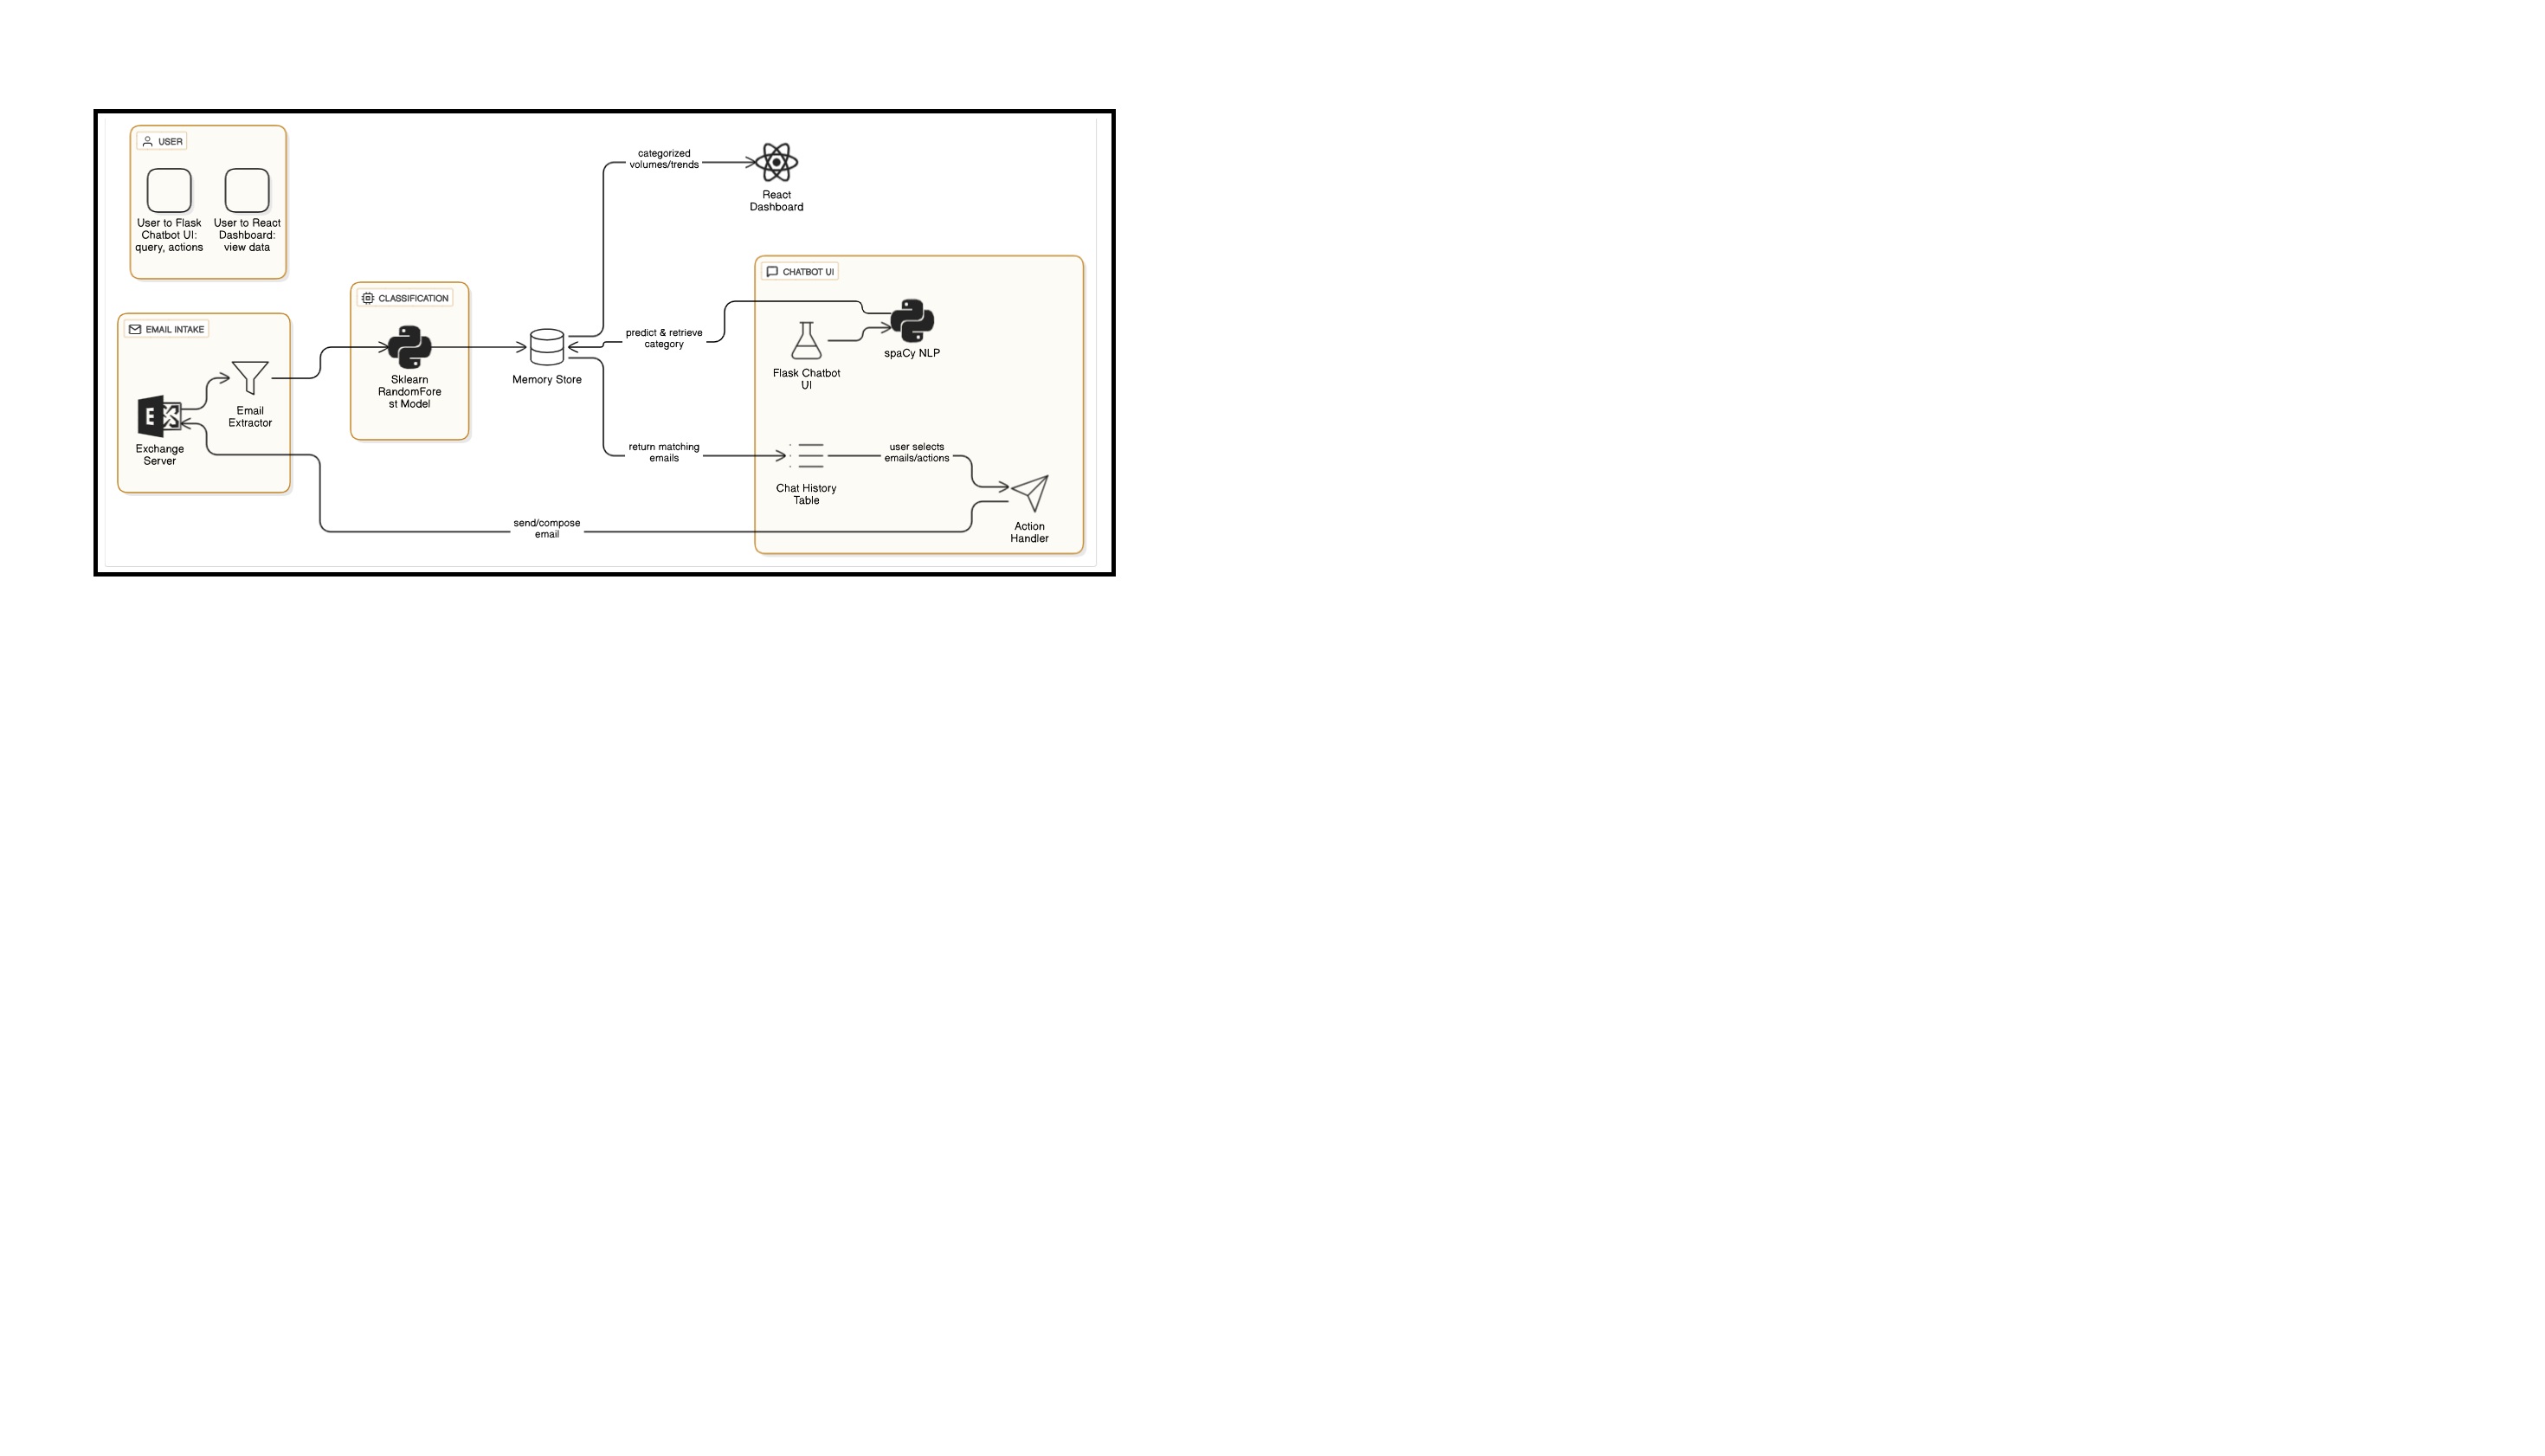 USER
User to Flask
Chatbot UI:
query, actions
User to React
Dashboard:
view data
categorized
volumes/trends
React
Dashboard
EMAIL INTAKE
E
Exchange
Server
Email
Extractor
CLASSIFICATION
Sklearn
RandomFore
st Model
Memory Store
predict & retrieve
category
CHATBOT UI
Flask Chatbot
UI
spaCy NLP
return matching
emails
Chat History
Table
user selects
emails/actions
Action
Handler
send/compose
email